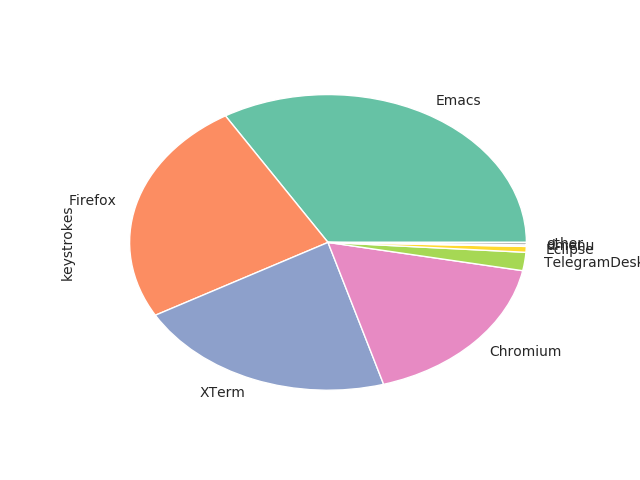 Emacs
Firefox
keystrokes
other
Eclipse
TelegramDesk
Chromium
XTerm